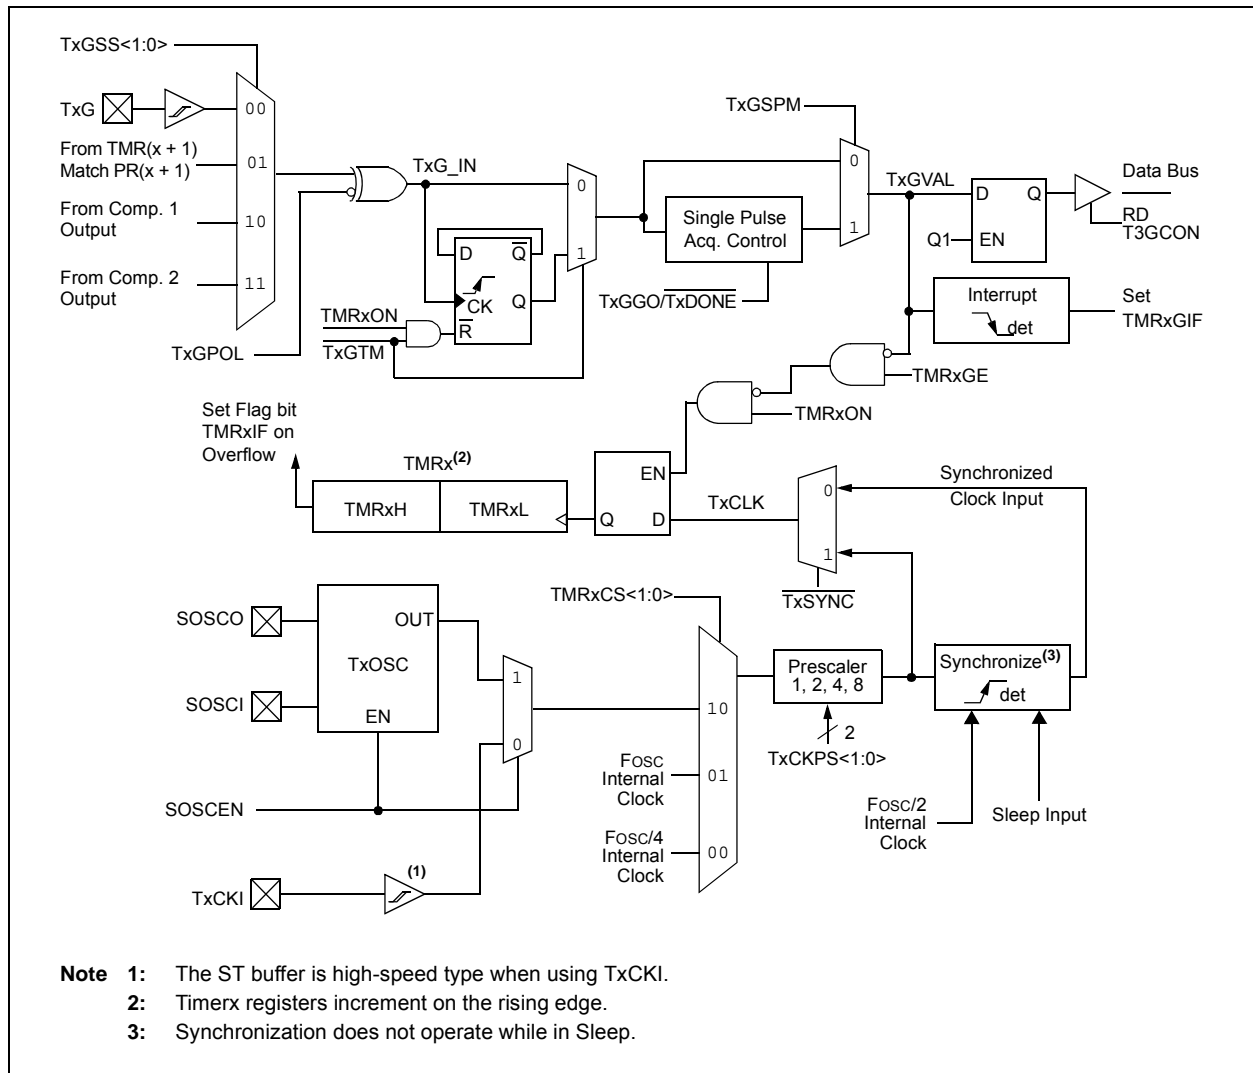 TxGSS<1:0>
TxG
00
From TMR(x + 1)
Match PR(x + 1)
01
From Comp. 1
Output
10
From Comp. 2
Output
11
TxGPOL
TxG_IN
0
1
D
Q
CK
Q
R
TMRxON
TxGTM
Single Pulse
Acq. Control
TxGGO/TxDONE
TxGSPM
0
1
TxGVAL
D
Q
Q1
EN
Data Bus
RD
T3GCON
Interrupt
det
Set
TMRxGIF
TMRxGE
TMRxON
Set Flag bit
TMRxIF on
Overflow
TMRx(2)
TMRxH
TMRxL
EN
Q
D
TxCLK
0
1
TxSYNC
Synchronized
Clock Input
SOSCO
OUT
TxOSC
SOSCI
EN
1
0
SOSCEN
TxCKI
(1)
TMRxCS<1:0>
10
FOSC
Internal
Clock
01
FOSC/4
Internal
Clock
00
Prescaler
1, 2, 4, 8
2
TxCKPS<1:0>
Synchronize(3)
det
FOSC/2
Internal
Clock
Sleep Input
Note 1: The ST buffer is high-speed type when using TxCKI.
2: Timerx registers increment on the rising edge.
3: Synchronization does not operate while in Sleep.